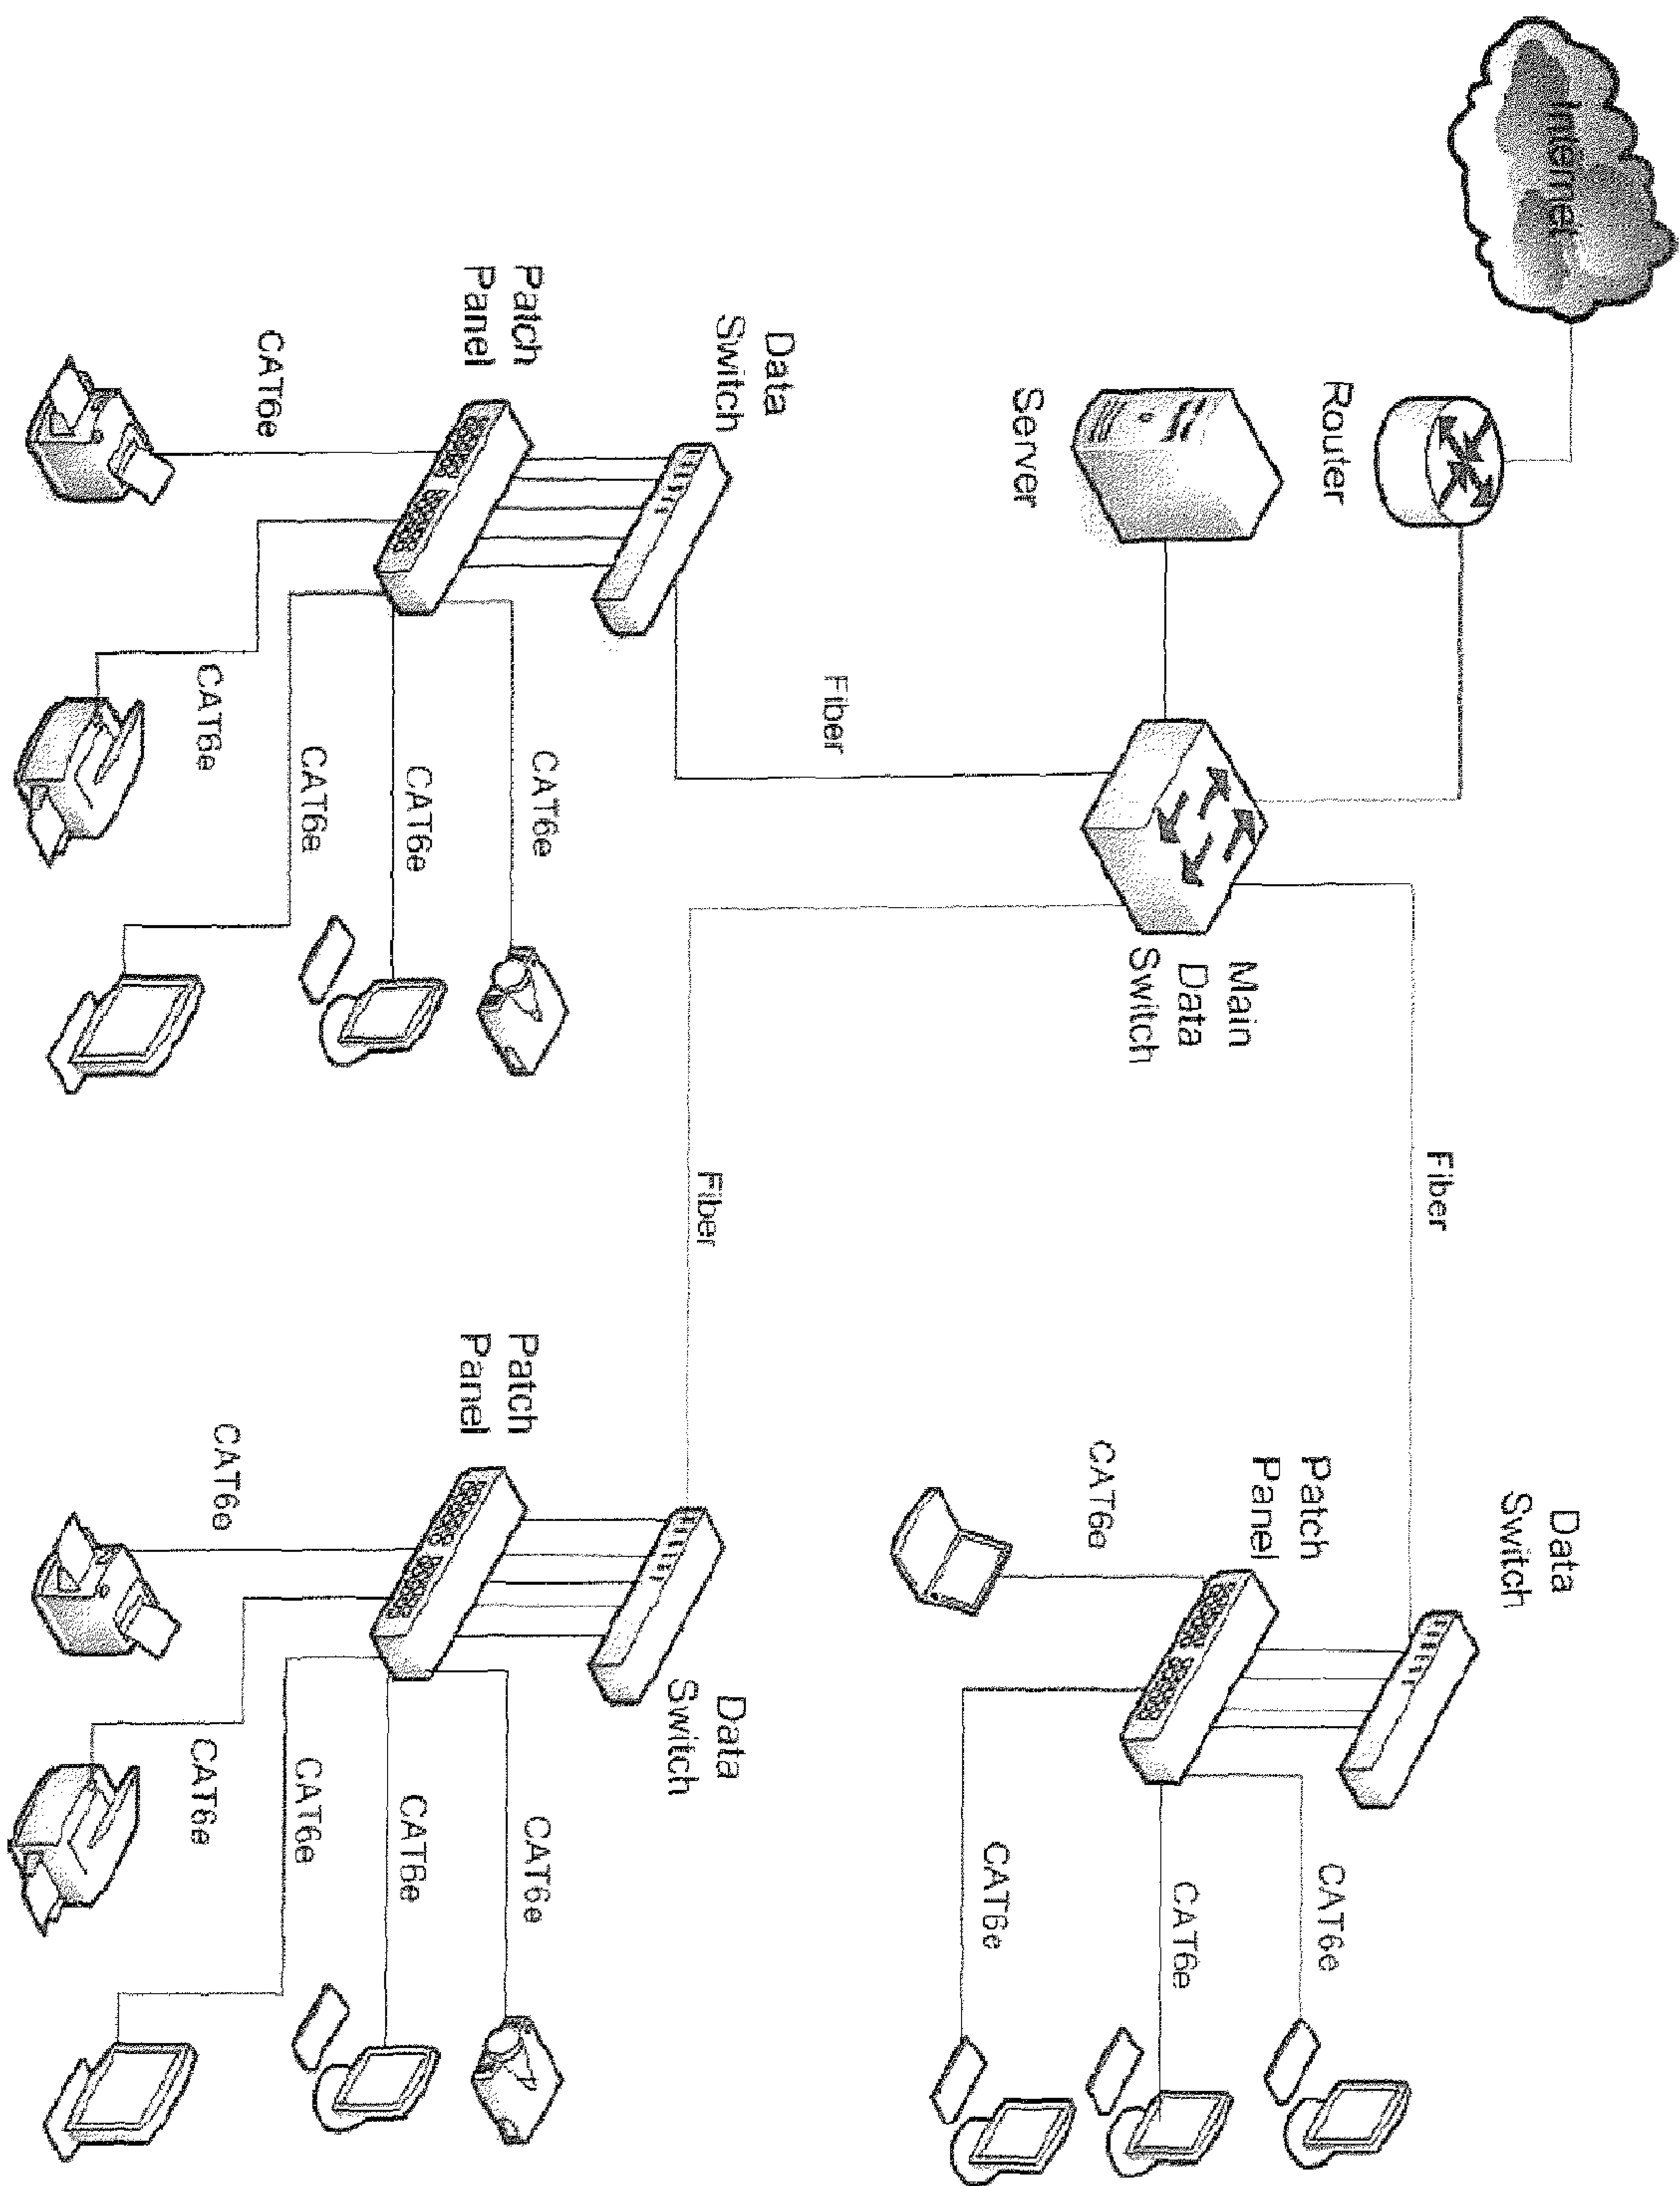 Internet
Router
Server
Main
Data
Switch
Fiber
Data
Switch
Patch
Panel
CAT6e
CAT6e
CAT6e
CAT6e
Fiber
Data
Switch
Patch
Panel
CAT6e
CAT6e
CAT6e
CAT6e
CAT6e
Fiber
Data
Switch
Patch
Panel
CAT6e
CAT6e
CAT6e
CAT6e
CAT6e